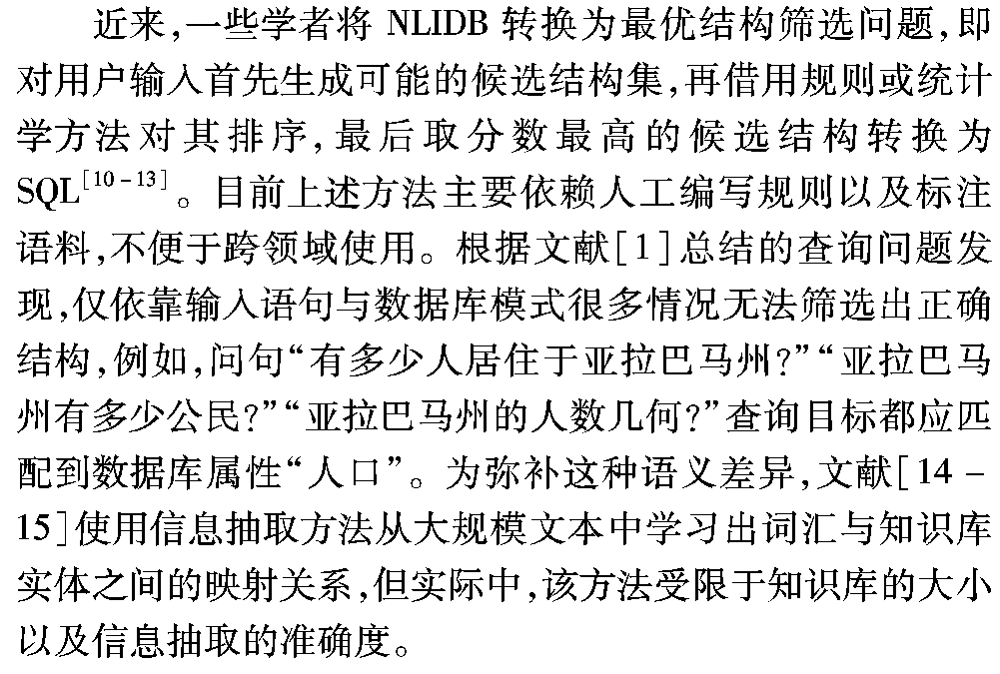 近来,一些学者将 NLIDB 转换为最优结构筛选问题,即
对用户输入首先生成可能的候选结构集,再借用规则或统计
学方法对其排序,最后取分数最高的候选结构转换为
SQL[10-13]。目前上述方法主要依赖人工编写规则以及标注
语料,不便于跨领域使用。根据文献[1]总结的查询问题发
现,仅依靠输入语句与数据库模式很多情况无法筛选出正确
结构,例如,问句“有多少人居住于亚拉巴马州?”“亚拉巴马
州有多少公民?”“亚拉巴马州的人数几何?”查询目标都应匹
配到数据库属性“人口”。为弥补这种语义差异,文献[14-
15]使用信息抽取方法从大规模文本中学习出词汇与知识库
实体之间的映射关系,但实际中,该方法受限于知识库的大小
以及信息抽取的准确度。